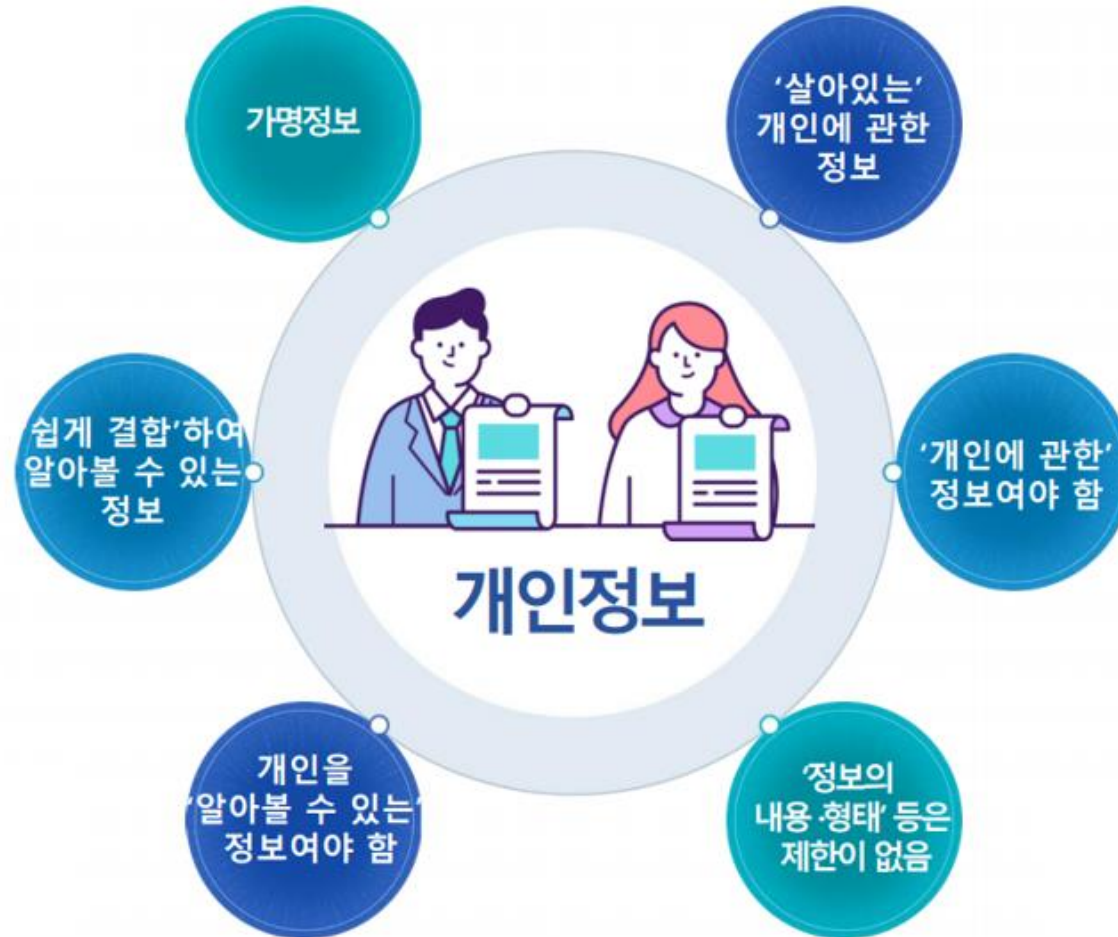 가명정보
‘살아있는’
개인에 관한
정보
쉽게 결합’하여
알아볼 수 있는
정보
‘개인에 관한’
정보여야 함
개인정보
개인을
‘알아볼 수 있는’
정보여야 함
‘정보의
내용·형태’ 등은
제한이 없음